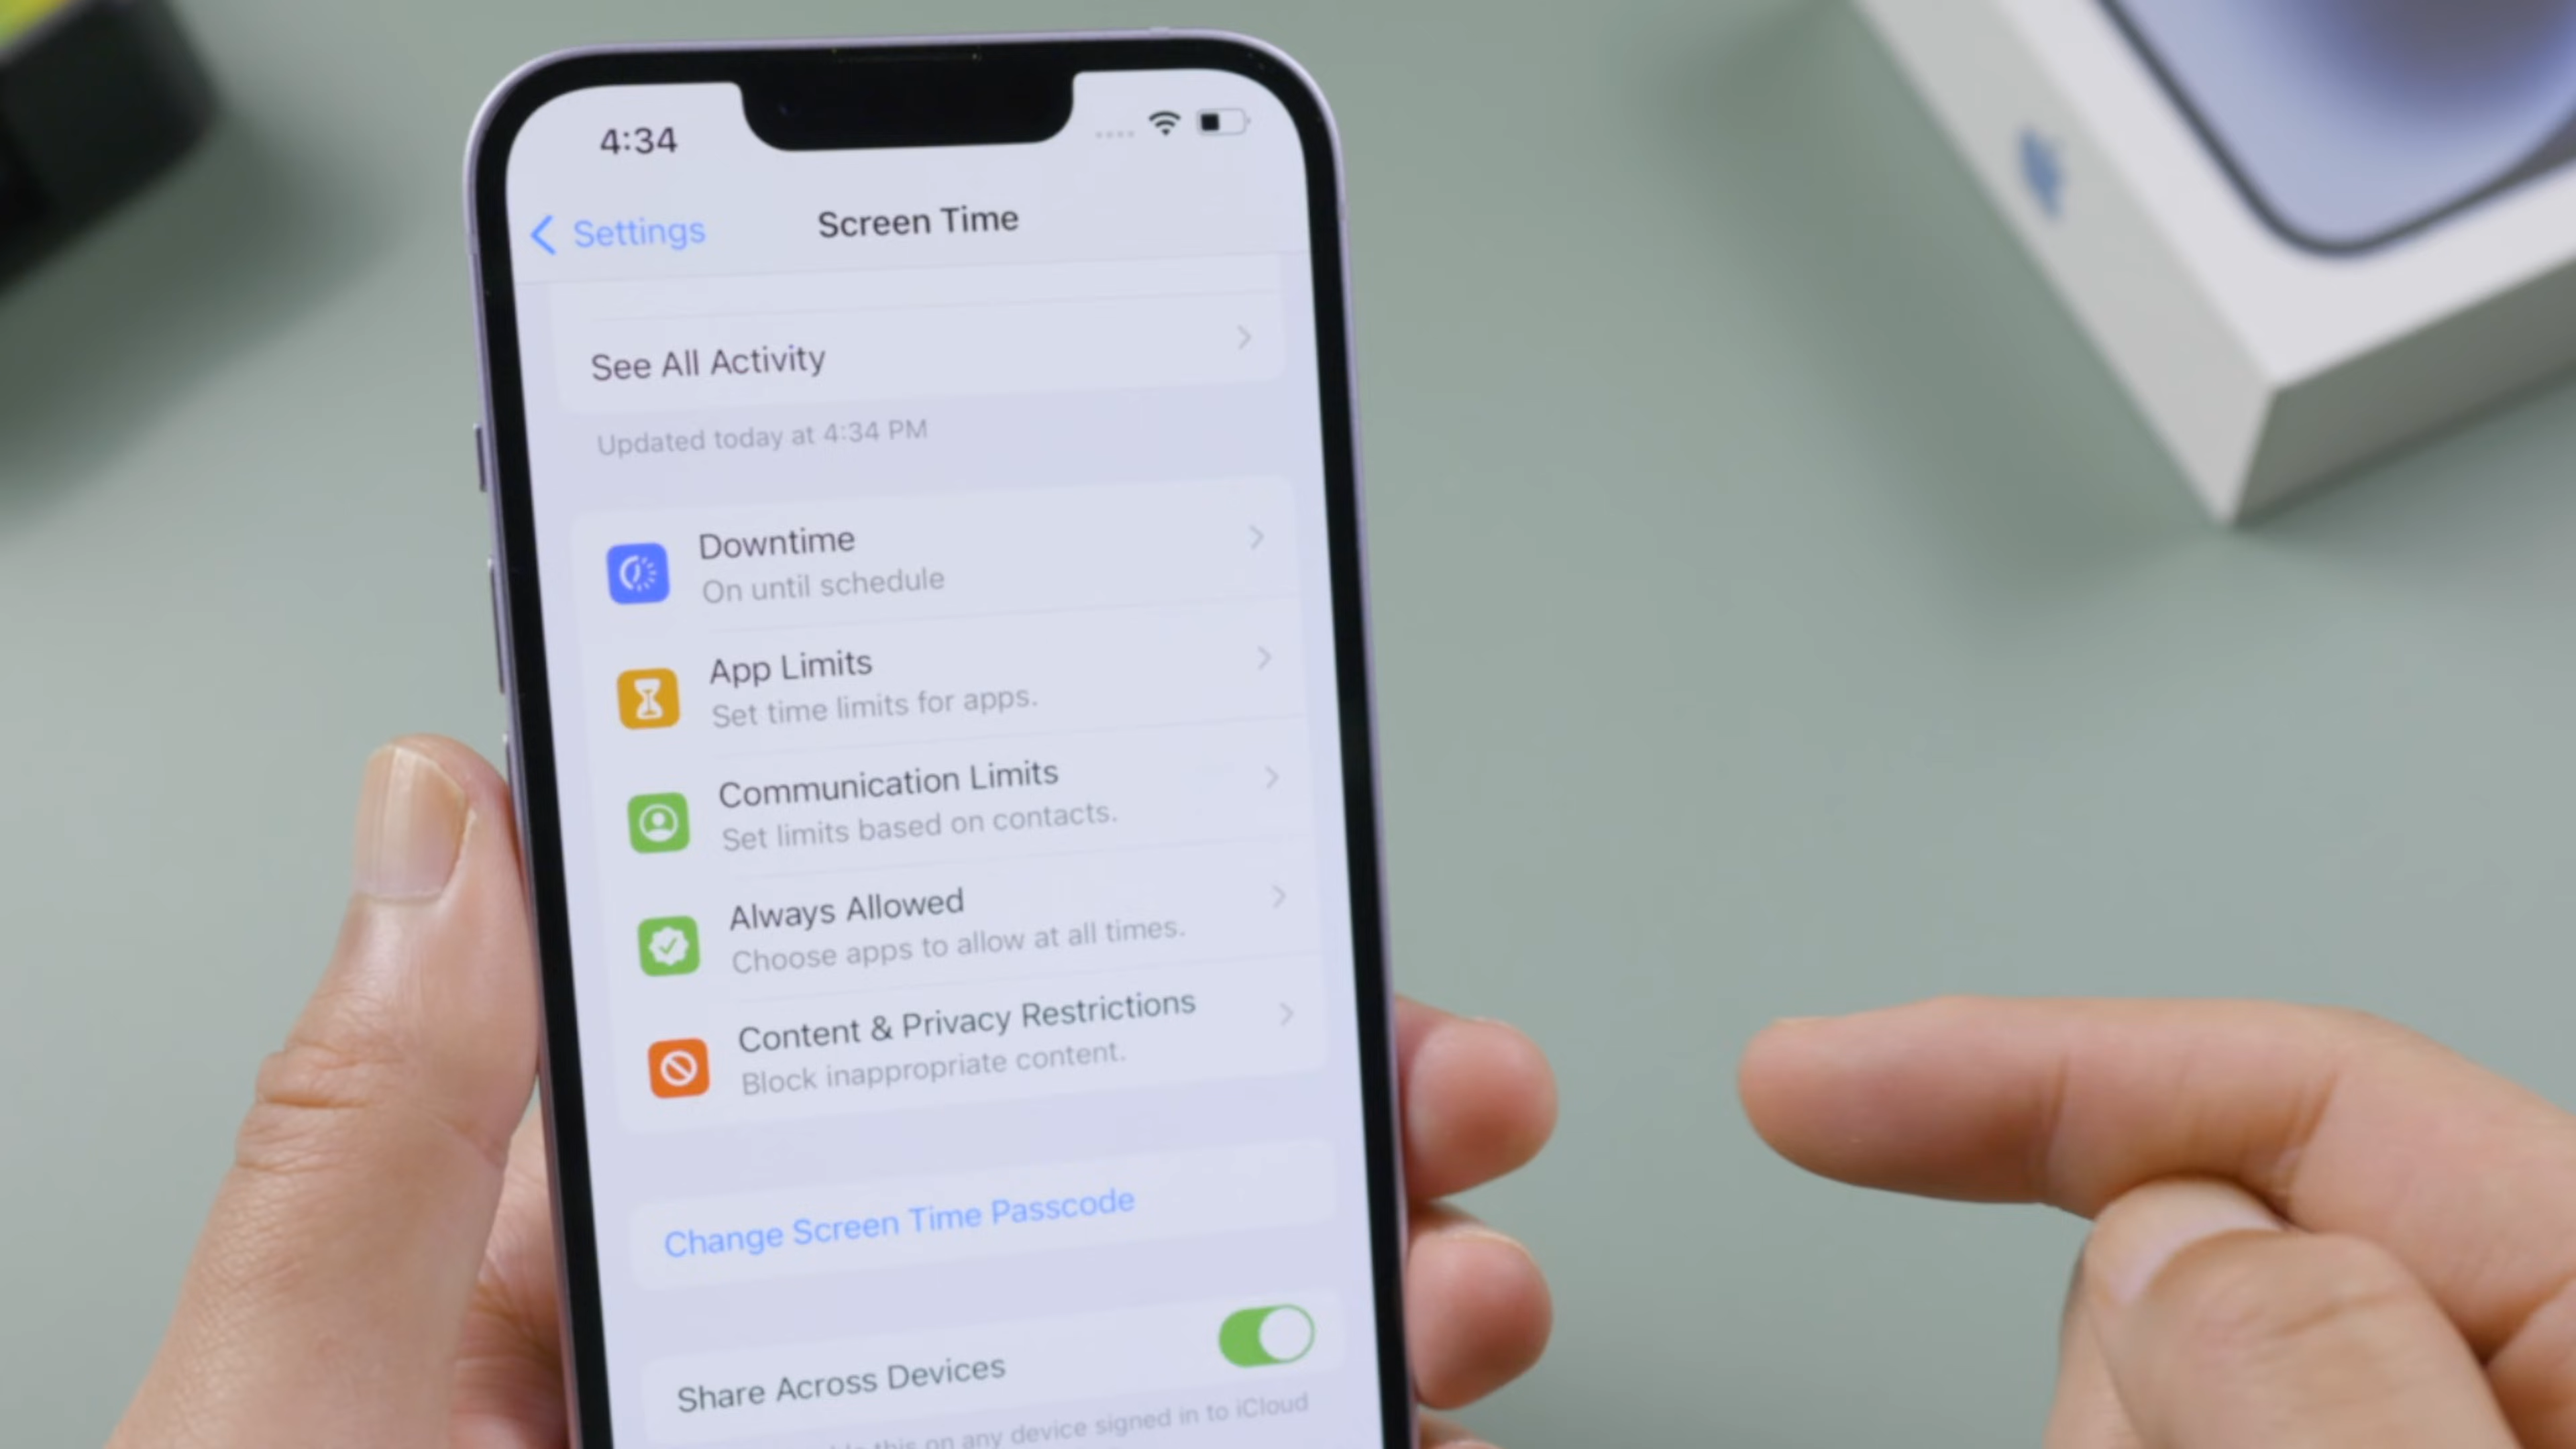 4:34
Settings
Screen Time
See All Activity
Updated today at 4:34 PM
Downtime
On until schedule
App Limits
Set time limits for apps.
Communication Limits
Set limits based on contacts.
Always Allowed
Choose apps to allow at all times.
Content & Privacy Restrictions
Block inappropriate content.
Change Screen Time Passcode
Share Across Devices
this on any device signed in to iCloud